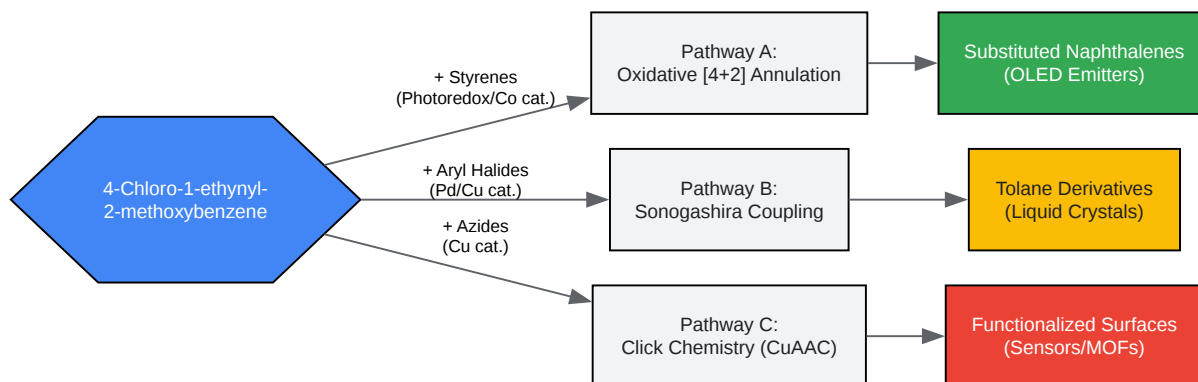 4-Chloro-1-ethynyl-
2-methoxybenzene
+ Styrenes
(Photoredox/Co cat.)
Pathway A:
Oxidative [4+2] Annulation
Substituted Naphthalenes
(OLED Emitters)
+ Aryl Halides
(Pd/Cu cat.)
Pathway B:
Sonogashira Coupling
Tolane Derivatives
(Liquid Crystals)
+ Azides
(Cu cat.)
Pathway C:
Click Chemistry (CuAAC)
Functionalized Surfaces
(Sensors/MOFs)